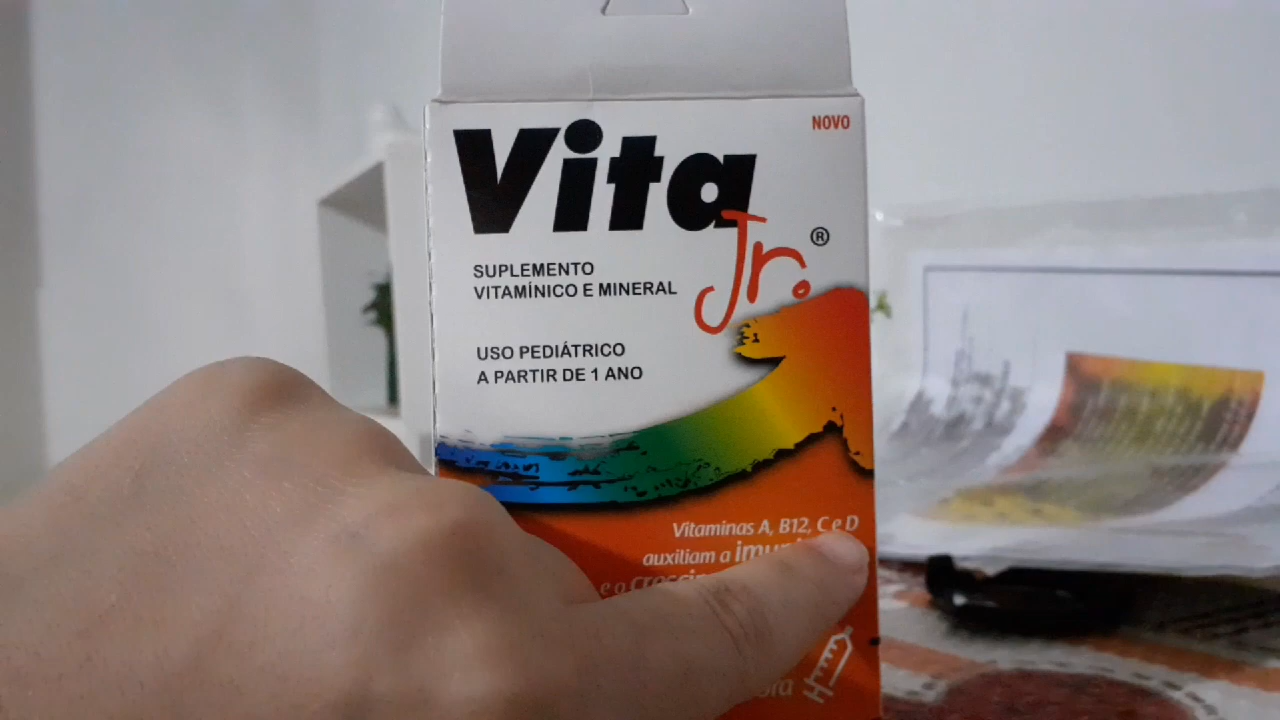 NOVO
Vita
Jr.®
SUPLEMENTO
VITAMÍNICO E MINERAL
USO PEDIÁTRICO
A PARTIR DE 1 ANO
Vitaminas A, B12, C e D
auxiliam a
e o